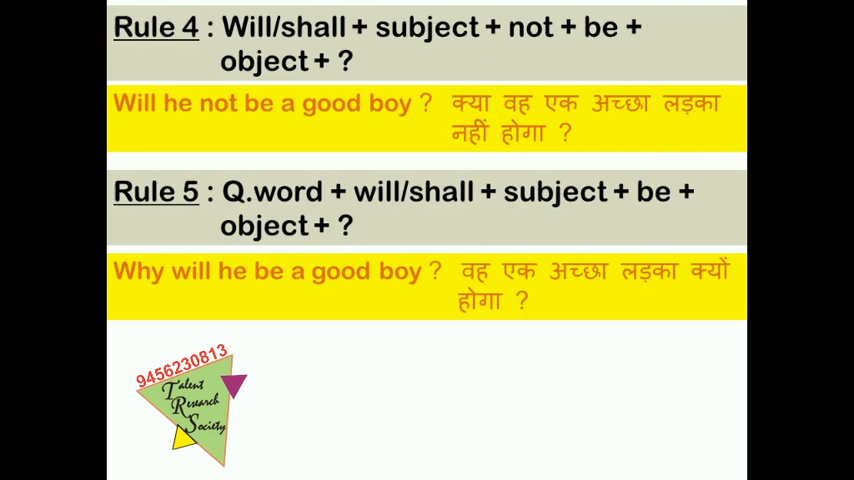 Rule 4 : Will/shall + subject + not + be +
object + ?
Will he not be a good boy ? क्या वह एक अच्छा लड़का
नहीं होगा ?
Rule 5 : Q.word + will/shall + subject + be +
object + ?
Why will he be a good boy ? वह एक अच्छा लड़का क्यों
होगा ?
9456230813
Talent
Research
Society